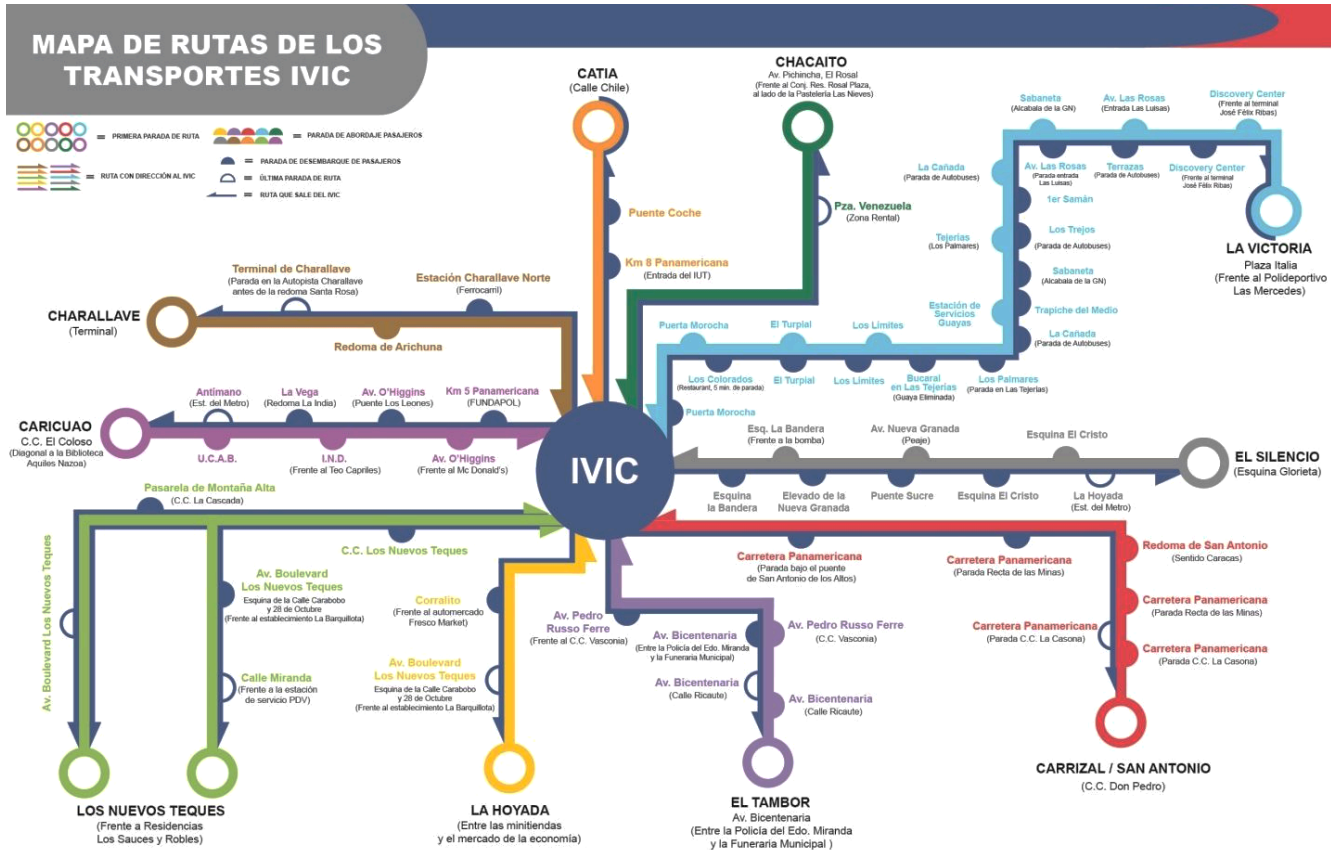 MAPA DE RUTAS DE LOS
TRANSPORTES IVIC
= PRIMERA PARADA DE RUTA
= PARADA DE ABORDAJE PASAJEROS
= PARADA DE DESEMBARQUE DE PASAJEROS
= RUTA CON DIRECCIÓN AL IVIC
= ÚLTIMA PARADA DE RUTA
= RUTA QUE SALE DEL IVIC
CATIA
(Calle Chile)
Puente Coche
Km 8 Panamericana
(Entrada del IUT)
CHACAITO
Av. Pichincha, El Rosal
(Frente al Conj. Res. Rosal Plaza,
al lado de la Pastelería Las Nieves)
Pza. Venezuela
(Zona Rental)
Sabaneta
(Alcabala de la GN)
Av. Las Rosas
(Entrada Las Luisas)
Discovery Center
(Frente al terminal
José Félix Ribas)
Av. Las Rosas
(Parada entrada
Las Luisas)
Terrazas
(Parada de Autobuses)
Discovery Center
(Frente al terminal
José Félix Ribas)
La Cañada
(Parada de Autobuses)
1er Samán
Tejerías
(Los Palmares)
Los Trejos
(Parada de Autobuses)
Sabaneta
(Alcabala de la GN)
Estación de
Servicios
Guayas
Trapiche del Medio
La Cañada
(Parada de Autobuses)
LA VICTORIA
Plaza Italia
(Frente al Polideportivo
Las Mercedes)
Puerta Morocha
El Turpial
Los Límites
Los Colorados
(Restaurant, 5 min. de parada)
El Turpial
Los Límites
Bucaral
en Las Tejerías
(Guaya Eliminada)
Los Palmares
(Parada en Las Tejerías)
Puerta Morocha
CHARALLAVE
(Terminal)
Terminal de Charallave
(Parada en la Autopista Charallave
antes de la redoma Santa Rosa)
Estación Charallave Norte
(Ferrocaml)
Redoma de Arichuna
CARICUAO
C.C. El Coloso
(Diagonal a la Biblioteca
Aquiles Nazoa)
Antímano
(Est. del Metro)
La Vega
(Redoma La India)
Av. O'Higgins
(Puente Los Leones)
Km 5 Panamericana
(FUNDAPOL)
U.C.A.B.
I.N.D.
(Frente al Teo Capriles)
Av. O'Higgins
(Frente al Mc Donald's)
IVIC
Esq. La Bandera
(Frente a la bomba)
Av. Nueva Granada
(Peaje)
Esquina El Cristo
EL SILENCIO
(Esquina Glorieta)
Esquina
la Bandera
Elevado de la
Nueva Granada
Puente Sucre
Esquina El Cristo
La Hoyada
(Est. del Metro)
Pasarela de Montaña Alta
(C.C. La Cascada)
C.C. Los Nuevos Teques
Av. Boulevard Los Nuevos Teques
Av. Boulevard
Los Nuevos Teques
Esquina de la Calle Carabobo
y 28 de Octubre
(Frente al establecimiento La Barquillota)
Calle Miranda
(Frente a la estación
de servicio PDV)
LOS NUEVOS TEQUES
(Frente a Residencias
Los Sauces y Robles)
Corralito
(Frente al automercado
Fresco Market)
Av. Boulevard
Los Nuevos Teques
Esquina de la Calle Carabobo
y 28 de Octubre
(Frente al establecimiento La Barquillota)
LA HOYADA
(Entre las minitiendas
y el mercado de la economía)
Av. Pedro
Russo Ferre
(Frente al C.C. Vasconia)
Av. Bicentenaria
(Entre la Policía del Edo. Miranda
y la Funeraria Municipal)
Av. Bicentenaria
(Calle Ricaute)
Av. Pedro Russo Ferre
(C.C. Vasconia)
Av. Bicentenaria
(Calle Ricaute)
EL TAMBOR
Av. Bicentenaria
(Entre la Policía del Edo. Miranda
y la Funeraria Municipal )
Carretera Panamericana
(Parada bajo el puente
de San Antonio de los Altos)
Carretera Panamericana
(Parada Recta de las Minas)
Carretera Panamericana
(Parada C.C. La Casona)
Redoma de San Antonio
(Sentido Caracas)
Carretera Panamericana
(Parada Recta de las Minas)
Carretera Panamericana
(Parada C.C. La Casona)
CARRIZAL / SAN ANTONIO
(C.C. Don Pedro)